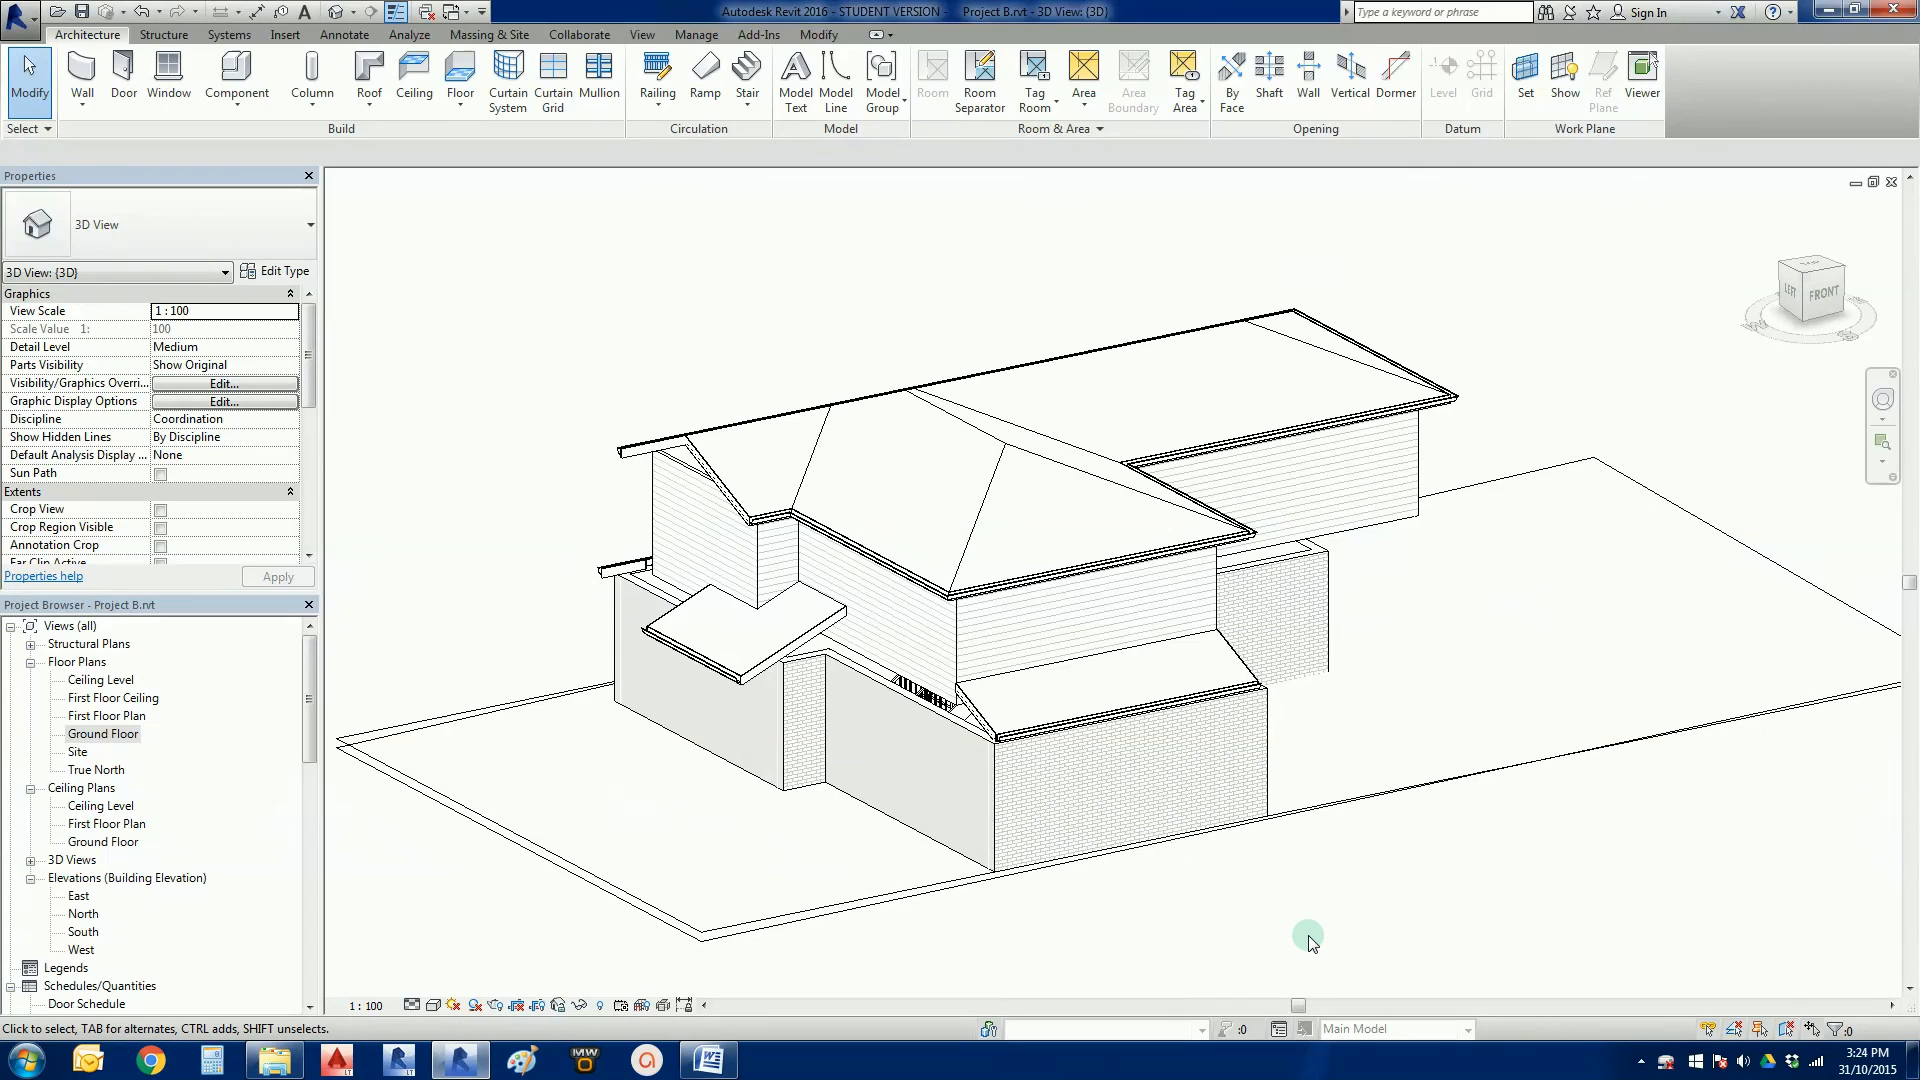 Autodesk Revit 2016 - STUDENT VERSION - Project B.rvt - 3D View: {3D}
Type a keyword or phrase
Sign In
Architecture Structure Systems Insert Annotate Analyze Massing & Site Collaborate View Manage Add-Ins Modify
Modify Wall Door Window Component Column Roof Ceiling Floor Curtain System Curtain Grid Mullion Railing Ramp Stair Model Text Model Line Model Group Room Room Separator Tag Room Area Area Boundary Tag Area By Face Shaft Wall Vertical Dormer Level Grid Set Show Ref Plane Viewer
Select Build Circulation Model Room & Area Opening Datum Work Plane
Properties
3D View
3D View: {3D} Edit Type
Graphics
View Scale 1 : 100
Scale Value 1: 100
Detail Level Medium
Parts Visibility Show Original
Visibility/Graphics Overri... Edit...
Graphic Display Options Edit...
Discipline Coordination
Show Hidden Lines By Discipline
Default Analysis Display ... None
Sun Path
Extents
Crop View
Crop Region Visible
Annotation Crop
Far Clip Active
Properties help Apply
Project Browser - Project B.rvt
Views (all)
Structural Plans
Floor Plans
Ceiling Level
First Floor Ceiling
First Floor Plan
Ground Floor
Site
True North
Ceiling Plans
Ceiling Level
First Floor Plan
Ground Floor
3D Views
Elevations (Building Elevation)
East
North
South
West
Legends
Schedules/Quantities
Door Schedule
TOP
LEFT FRONT
W S
1 : 100
Click to select, TAB for alternates, CTRL adds, SHIFT unselects.
:0
Main Model
:0
LT LT MW
3:24 PM
31/10/2015